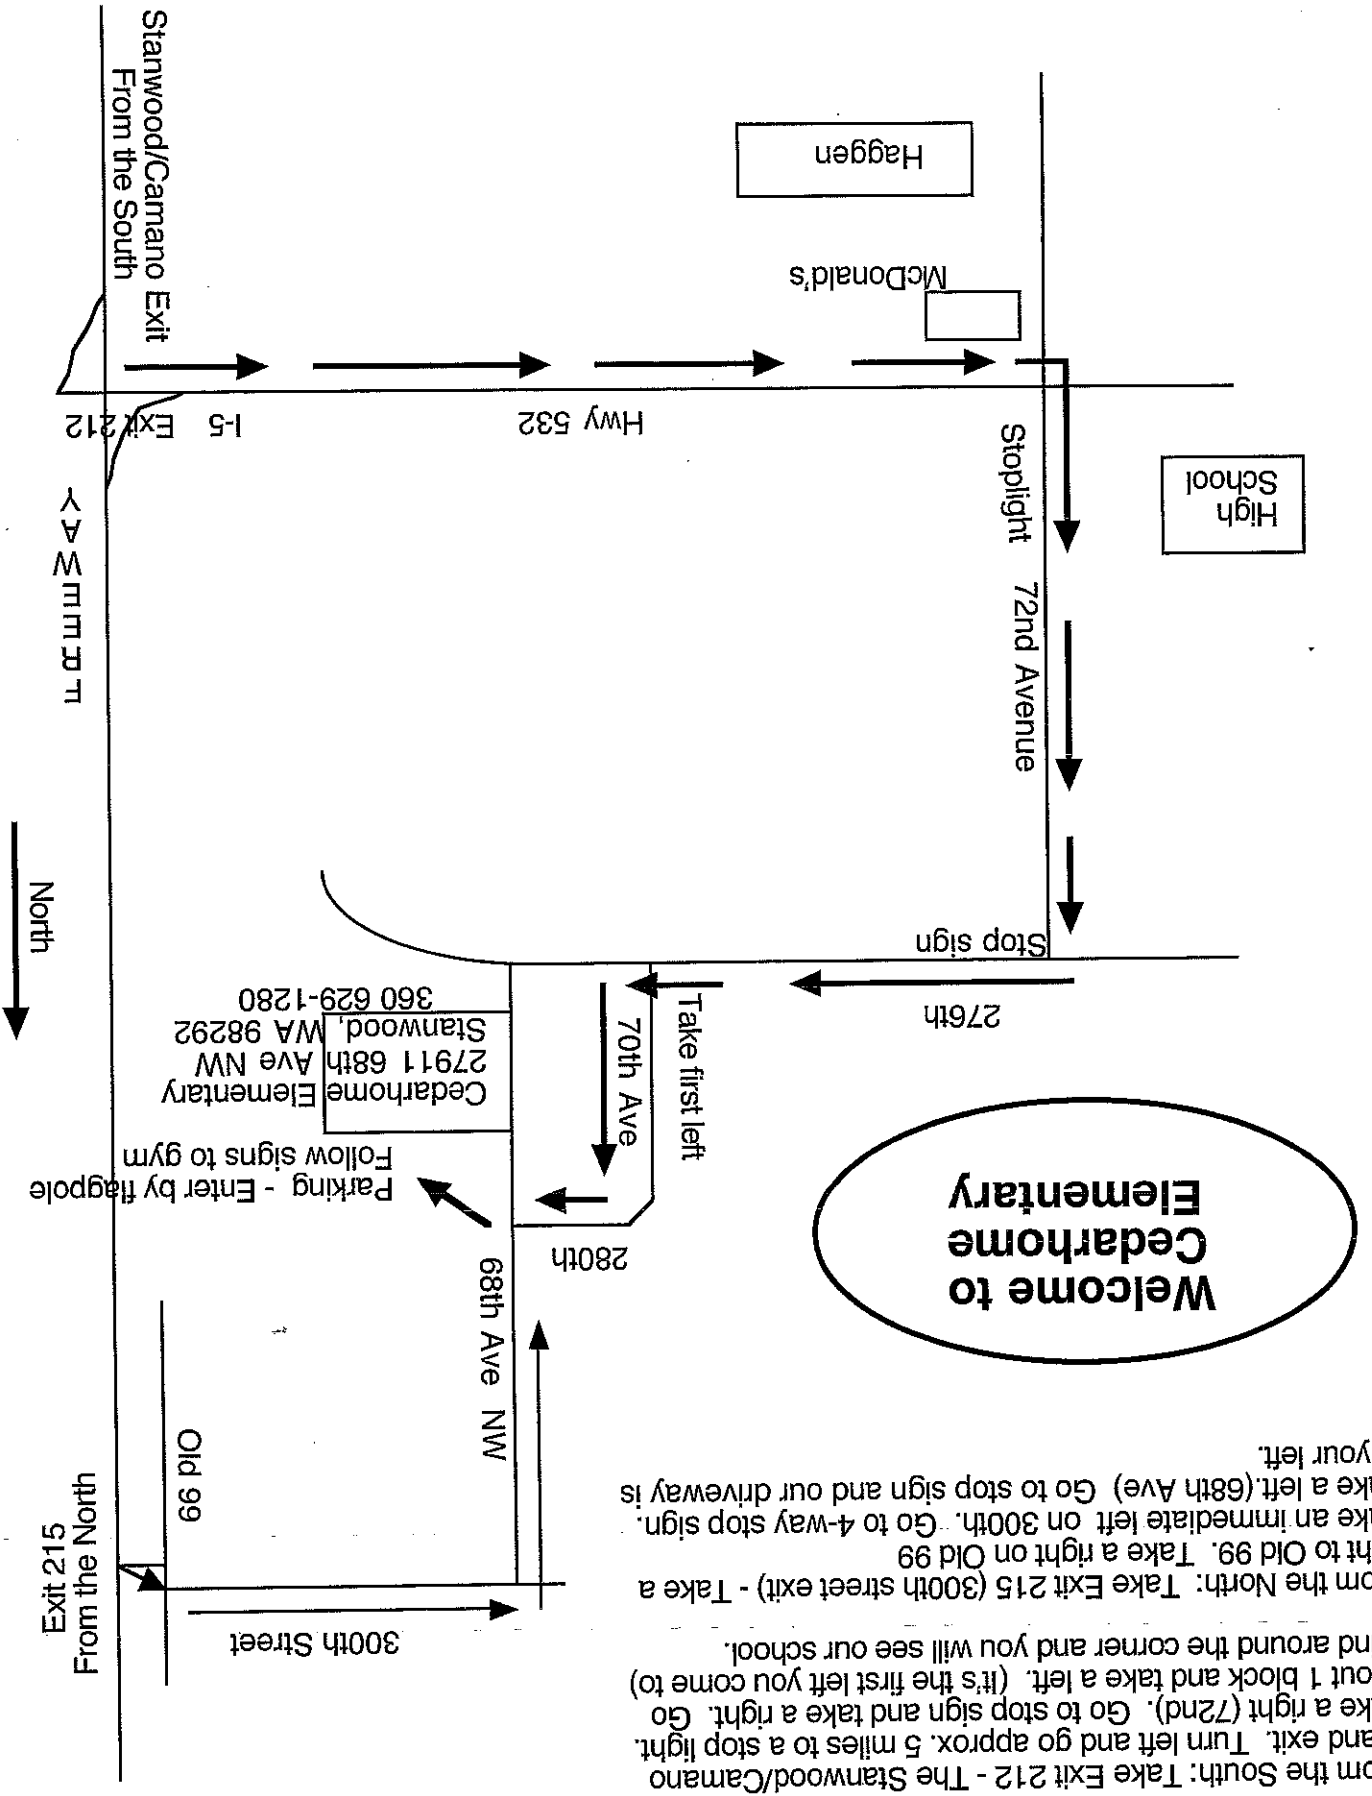 om the South: Take Exit 212 - The Stanwood/Camano
and exit. Turn left and go approx. 5 miles to a stop light.
ke a right (72nd). Go to stop sign and take a right. Go
out 1 block and take a left. (It's the first left you come to)
nd around the corner and you will see our school.
om the North: Take Exit 215 (300th street exit) - Take a
ht to Old 99. Take a right on Old 99
ake an immediate left on 300th. Go to 4-way stop sign.
ake a left.(68th Ave) Go to stop sign and our driveway is
your left.
300th Street
Exit 215
From the North
Old 99
68th Ave NW
Welcome to
Cedarhome
Elementary
280th
Parking - Enter by flagpole
Follow signs to gym
Cedarhome Elementary
27911 68th Ave NW
Stanwood, WA 98292
360 629-1280
70th Ave
Take first left
276th
North
Stop sign
72nd Avenue
Stoplight
High
School
FREEWAY
Hwy 532
I-5 Exit 212
McDonald's
Haggen
Stanwood/Camano Exit
From the South